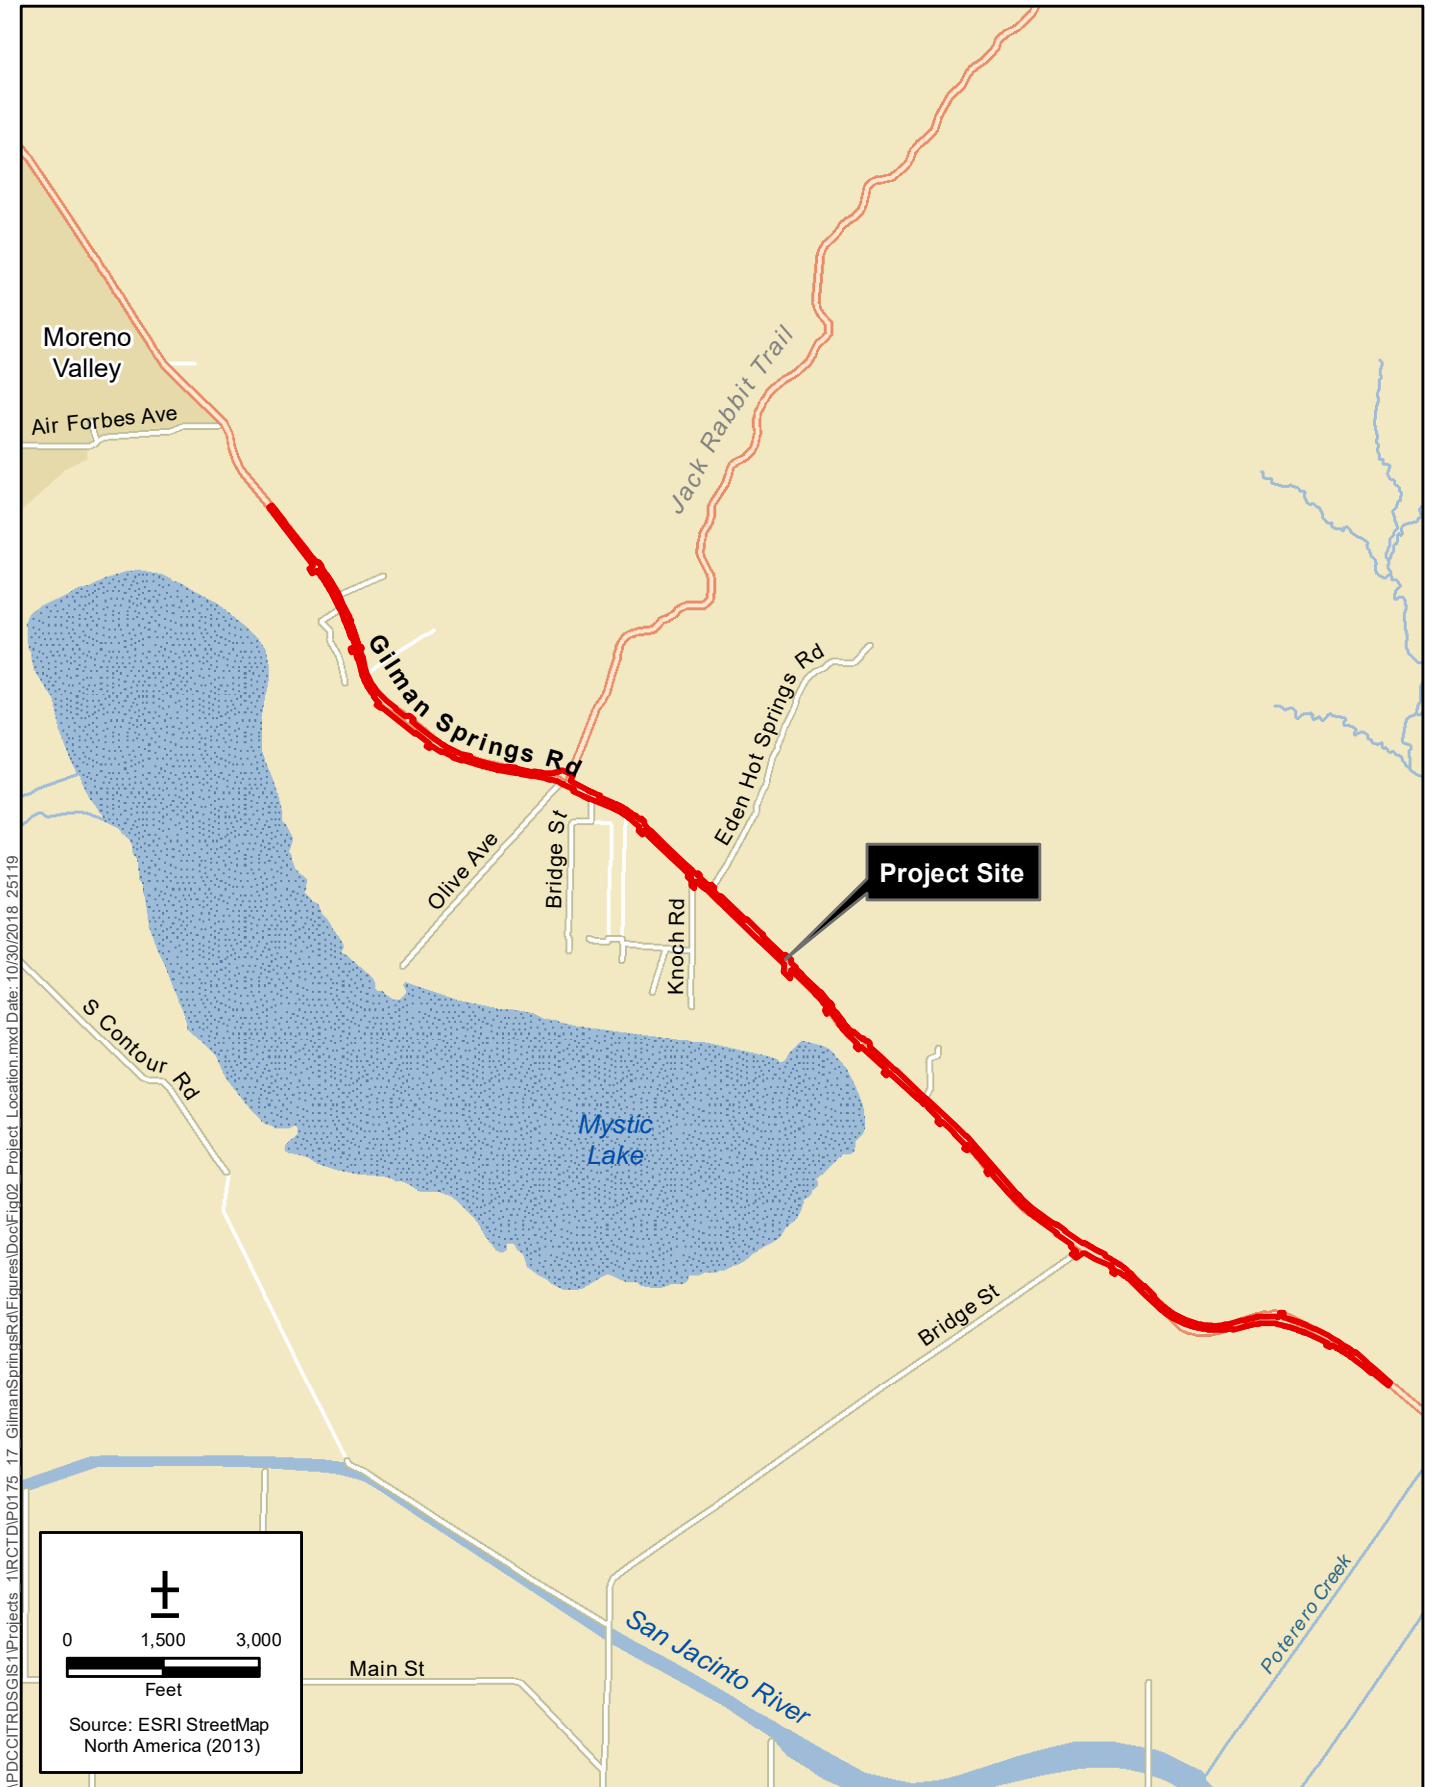 Moreno
Valley
Air Forbes Ave
Jack Rabbit Trail
Gilman Springs Rd
Eden Hot Springs Rd
Olive Ave
Bridge St
Knoch Rd
Project Site
S Contour Rd
Mystic
Lake
Bridge St
San Jacinto River
Poterero Creek
Main St
±
0 1,500 3,000
Feet
Source: ESRI StreetMap
North America (2013)
\PDCCITRDSGIS1\Projects_1\RCTD\P0175_17_GilmanSpringsRd\Figures\Doc\Fig02_Project_Location.mxd Date: 10/30/2018 25119